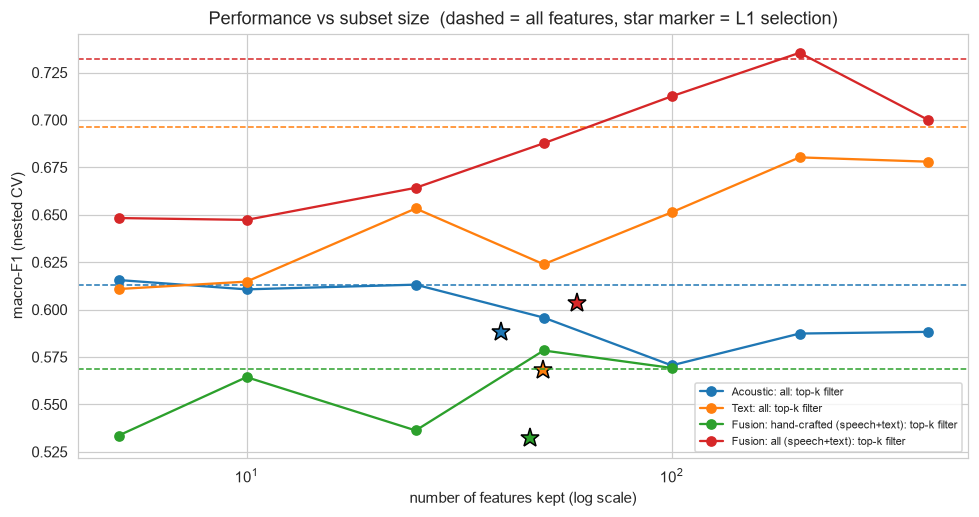 Performance vs subset size (dashed = all features, star marker = L1 selection)
macro-F1 (nested CV)
0.725
0.700
0.675
0.650
0.625
0.600
0.575
0.550
0.525
10¹
10²
number of features kept (log scale)
Acoustic: all: top-k filter
Text: all: top-k filter
Fusion: hand-crafted (speech+text): top-k filter
Fusion: all (speech+text): top-k filter